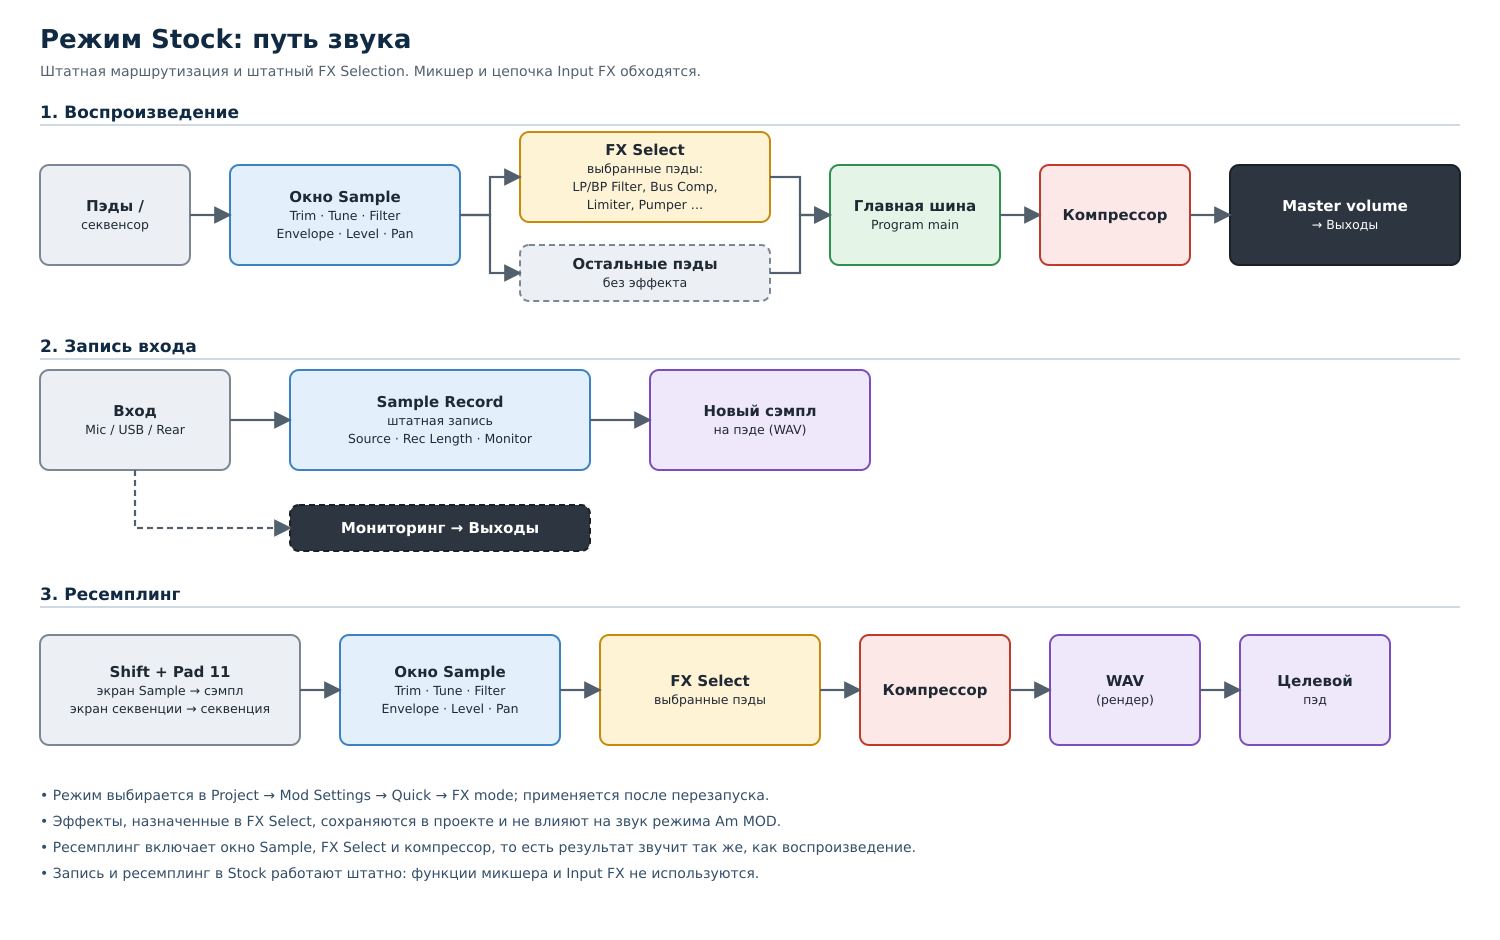 Режим Stock: путь звука
Штатная маршрутизация и штатный FX Selection. Микшер и цепочка Input FX обходятся.
1. Воспроизведение
Пэды /
секвенсор
Окно Sample
Trim · Tune · Filter
Envelope · Level · Pan
FX Select
выбранные пэды:
LP/BP Filter, Bus Comp,
Limiter, Pumper ...
Остальные пэды
без эффекта
Главная шина
Program main
Компрессор
Master volume
→ Выходы
2. Запись входа
Вход
Mic / USB / Rear
Sample Record
штатная запись
Source · Rec Length · Monitor
Новый сэмпл
на пэде (WAV)
Мониторинг → Выходы
3. Ресемплинг
Shift + Pad 11
экран Sample → сэмпл
экран секвенции → секвенция
Окно Sample
Trim · Tune · Filter
Envelope · Level · Pan
FX Select
выбранные пэды
Компрессор
WAV
(рендер)
Целевой
пэд
• Режим выбирается в Project → Mod Settings → Quick → FX mode; применяется после перезапуска.
• Эффекты, назначенные в FX Select, сохраняются в проекте и не влияют на звук режима Am MOD.
• Ресемплинг включает окно Sample, FX Select и компрессор, то есть результат звучит так же, как воспроизведение.
• Запись и ресемплинг в Stock работают штатно: функции микшера и Input FX не используются.